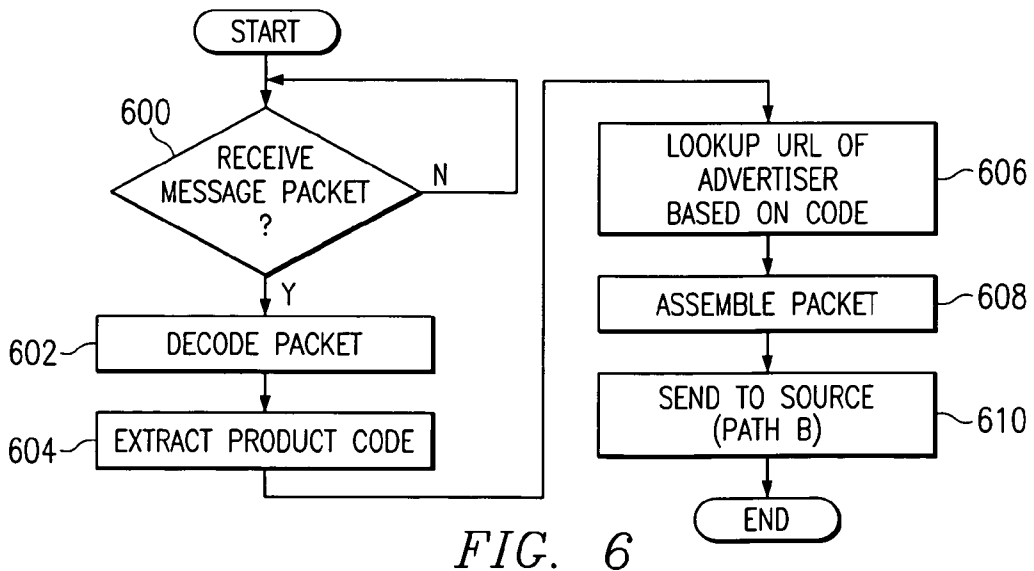 START
600
RECEIVE
MESSAGE PACKET
?
N
Y
602
DECODE PACKET
604
EXTRACT PRODUCT CODE
LOOKUP URL OF
ADVERTISER
BASED ON CODE
606
ASSEMBLE PACKET
608
SEND TO SOURCE
(PATH B)
610
END
FIG. 6